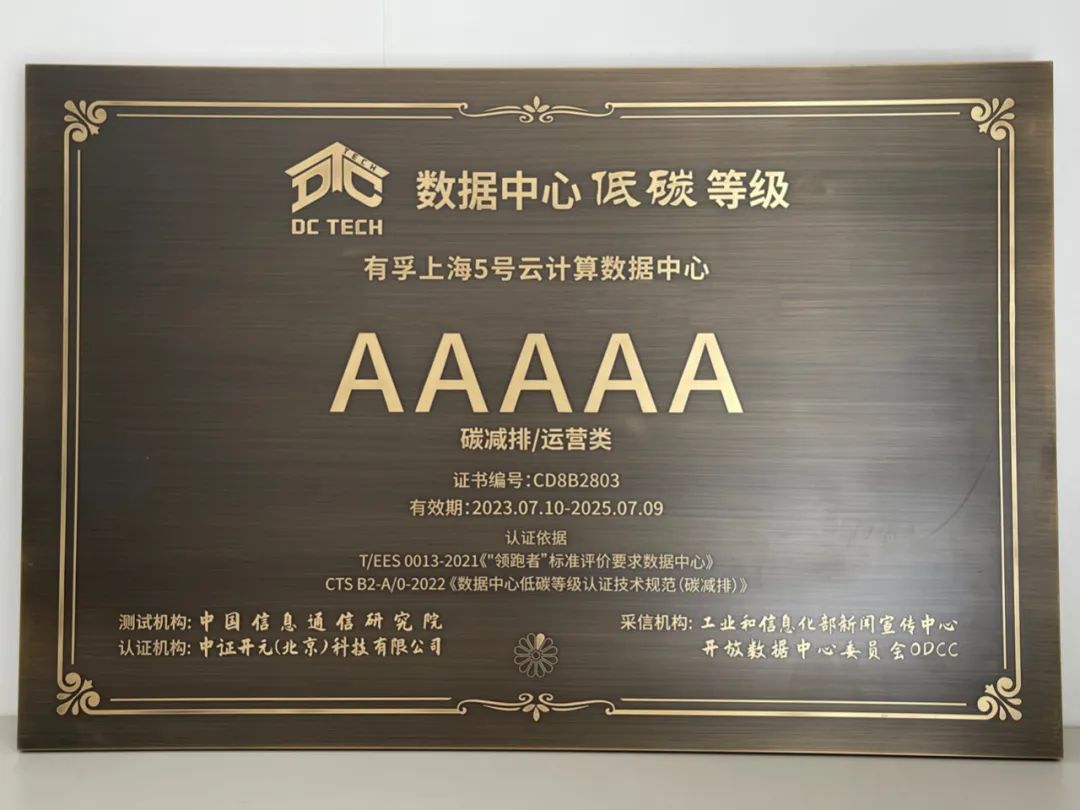 TECH
DTC
DC TECH
数据中心低碳等级
有孚上海5号云计算数据中心
AAAAA
碳减排/运营类
证书编号:CD8B2803
有效期:2023.07.10-2025.07.09
认证依据
T/EES 0013-2021《"领跑者"标准评价要求数据中心》
CTS B2-A/0-2022《数据中心低碳等级认证技术规范(碳减排)》
测试机构:中国信息通信研究院
认证机构:中证开元(北京)科技有限公司
采信机构:工业和信息化部新闻宣传中心
开放数据中心委员会ODCC